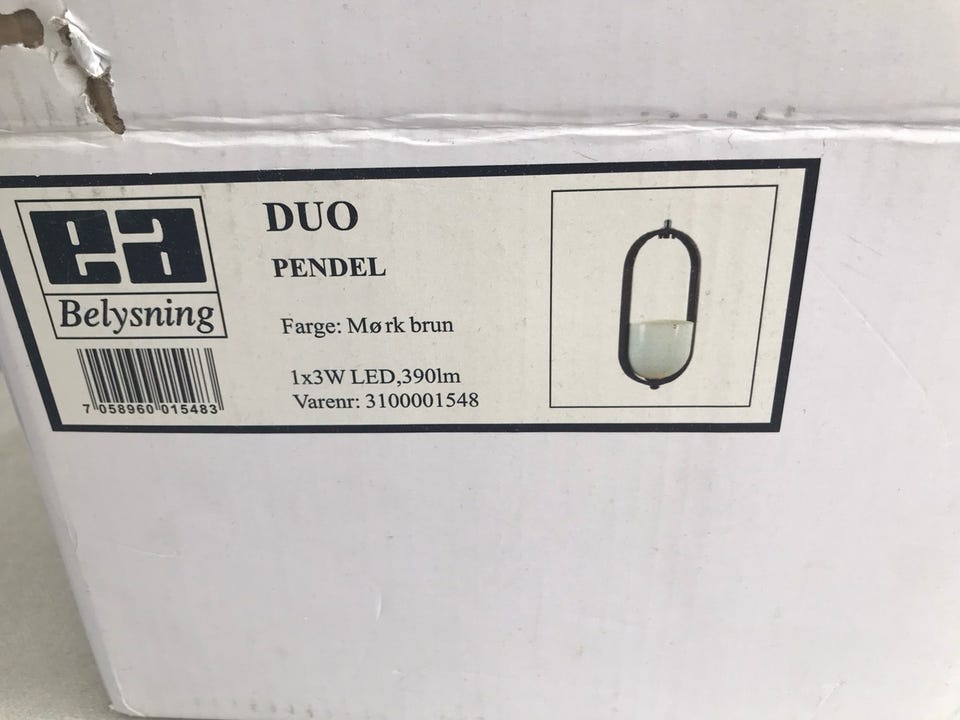 ea
Belysning
7 058960 015483
DUO
PENDEL
Farge: Mørk brun
1x3W LED,390lm
Varenr: 3100001548